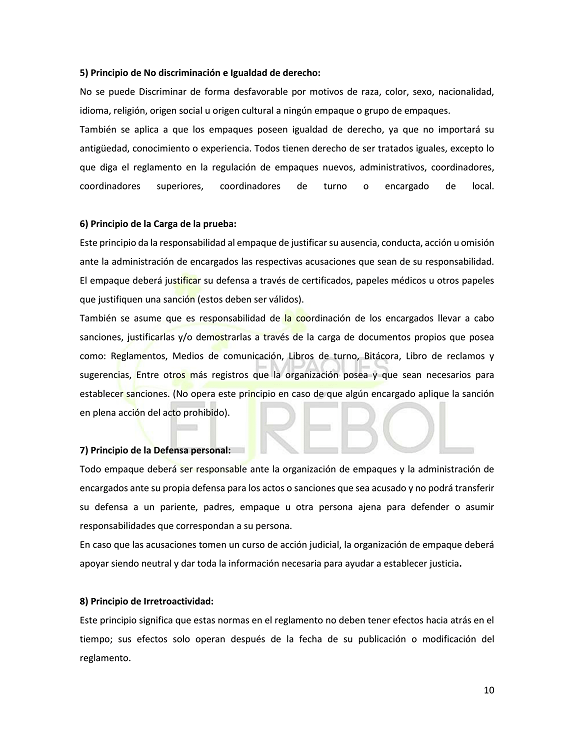 5) Principio de No discriminación e Igualdad de derecho:
No se puede Discriminar de forma desfavorable por motivos de raza, color, sexo, nacionalidad,
idioma, religión, origen social u origen cultural a ningún empaque o grupo de empaques.
También se aplica a que los empaques poseen igualdad de derecho, ya que no importará su
antigüedad, conocimiento o experiencia. Todos tienen derecho de ser tratados iguales, excepto lo
que diga el reglamento en la regulación de empaques nuevos, administrativos, coordinadores,
coordinadores superiores, coordinadores de turno o encargado de local.
6) Principio de la Carga de la prueba:
Este principio da la responsabilidad al empaque de justificar su ausencia, conducta, acción u omisión
ante la administración de encargados las respectivas acusaciones que sean de su responsabilidad.
El empaque deberá justificar su defensa a través de certificados, papeles médicos u otros papeles
que justifiquen una sanción (estos deben ser válidos).
También se asume que es responsabilidad de la coordinación de los encargados llevar a cabo
sanciones, justificarlas y/o demostrarlas a través de la carga de documentos propios que posea
como: Reglamentos, Medios de comunicación, Libros de turno, Bitácora, Libro de reclamos y
sugerencias, Entre otros más registros que la organización posea y que sean necesarios para
establecer sanciones. (No opera este principio en caso de que algún encargado aplique la sanción
en plena acción del acto prohibido).
EMPAQUES
EL TREBOL
7) Principio de la Defensa personal:
Todo empaque deberá ser responsable ante la organización de empaques y la administración de
encargados ante su propia defensa para los actos o sanciones que sea acusado y no podrá transferir
su defensa a un pariente, padres, empaque u otra persona ajena para defender o asumir
responsabilidades que correspondan a su persona.
En caso que las acusaciones tomen un curso de acción judicial, la organización de empaque deberá
apoyar siendo neutral y dar toda la información necesaria para ayudar a establecer justicia.
8) Principio de Irretroactividad:
Este principio significa que estas normas en el reglamento no deben tener efectos hacia atrás en el
tiempo; sus efectos solo operan después de la fecha de su publicación o modificación del
reglamento.
10